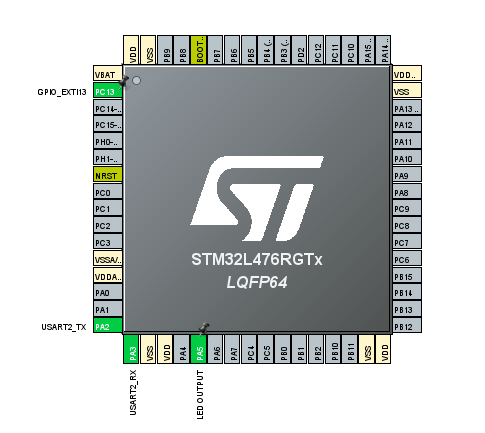 VDD
VSS
PB9
PB8
BOOT..
PB7
PB6
PB5
PB4 (..
PB3 (..
PD2
PC12
PC11
PC10
PA15..
PA14..
VBAT
GPIO_EXTI13 PC13
PC14-..
PC15-..
PH0-..
PH1-..
NRST
PC0
PC1
PC2
PC3
VSSA/..
VDDA..
PA0
PA1
USART2_TX PA2
VDD..
VSS
PA13..
PA12
PA11
PA10
PA9
PA8
PC9
PC8
PC7
PC6
PB15
PB14
PB13
PB12
ST
STM32L476RGTx
LQFP64
PA3
VSS
VDD
PA4
PA5
PA6
PA7
PC4
PC5
PB0
PB1
PB2
PB10
PB11
VSS
VDD
USART2_RX
LED OUTPUT